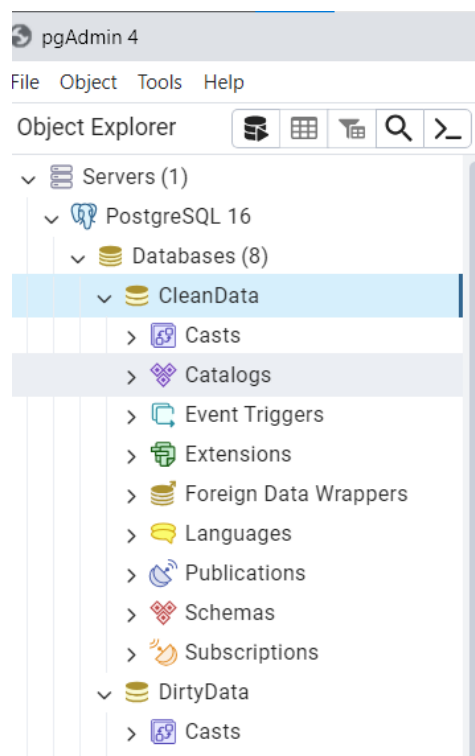 pgAdmin 4
File Object Tools Help
Object Explorer
Servers (1)
PostgreSQL 16
Databases (8)
CleanData
Casts
Catalogs
Event Triggers
Extensions
Foreign Data Wrappers
Languages
Publications
Schemas
Subscriptions
DirtyData
Casts